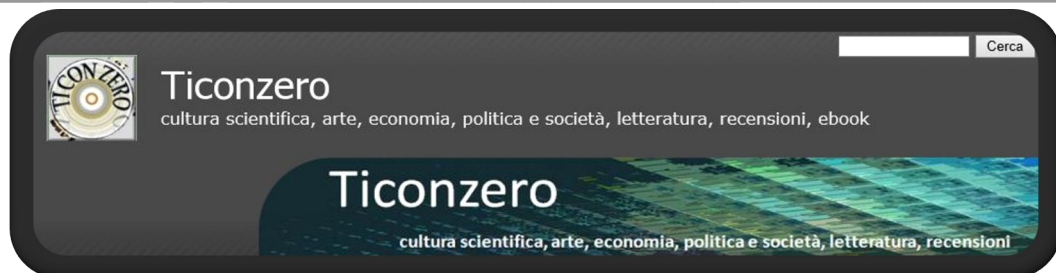 Cerca
TICONZERO
Ticonzero
cultura scientifica, arte, economia, politica e società, letteratura, recensioni, ebook
Ticonzero
cultura scientifica, arte, economia, politica e società, letteratura, recensioni